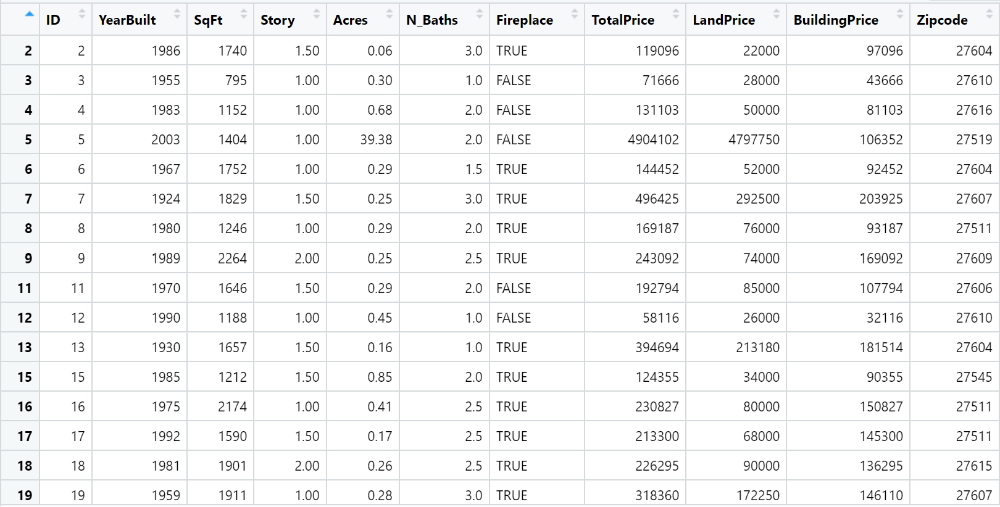 ID YearBuilt SqFt Story Acres N_Baths Fireplace TotalPrice LandPrice BuildingPrice Zipcode
2 2 1986 1740 1.50 0.06 3.0 TRUE 119096 22000 97096 27604
3 3 1955 795 1.00 0.30 1.0 FALSE 71666 28000 43666 27610
4 4 1983 1152 1.00 0.68 2.0 FALSE 131103 50000 81103 27616
5 5 2003 1404 1.00 39.38 2.0 FALSE 4904102 4797750 106352 27519
6 6 1967 1752 1.00 0.29 1.5 TRUE 144452 52000 92452 27604
7 7 1924 1829 1.50 0.25 3.0 TRUE 496425 292500 203925 27607
8 8 1980 1246 1.00 0.29 2.0 TRUE 169187 76000 93187 27511
9 9 1989 2264 2.00 0.25 2.5 TRUE 243092 74000 169092 27609
11 11 1970 1646 1.50 0.29 2.0 FALSE 192794 85000 107794 27606
12 12 1990 1188 1.00 0.45 1.0 FALSE 58116 26000 32116 27610
13 13 1930 1657 1.50 0.16 1.0 TRUE 394694 213180 181514 27604
15 15 1985 1212 1.50 0.85 2.0 TRUE 124355 34000 90355 27545
16 16 1975 2174 1.00 0.41 2.5 TRUE 230827 80000 150827 27511
17 17 1992 1590 1.50 0.17 2.5 TRUE 213300 68000 145300 27511
18 18 1981 1901 2.00 0.26 2.5 TRUE 226295 90000 136295 27615
19 19 1959 1911 1.00 0.28 3.0 TRUE 318360 172250 146110 27607